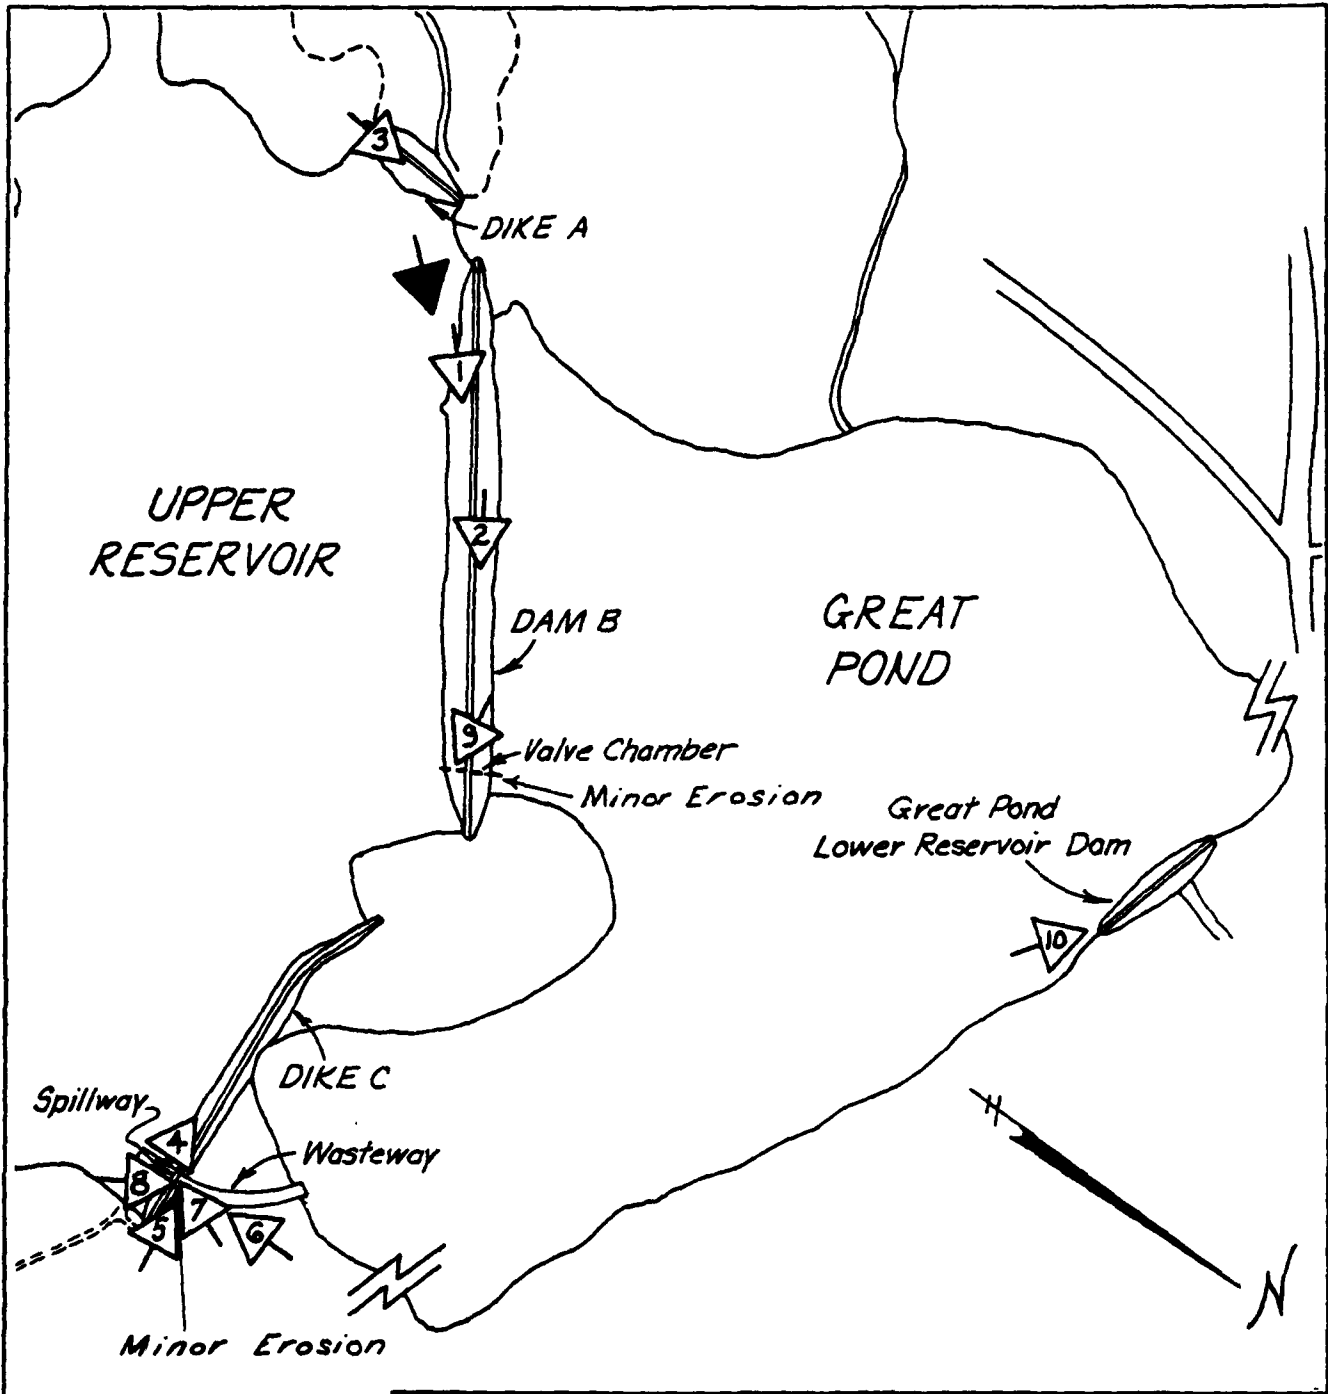 3
DIKE A
1
UPPER
RESERVOIR
2
DAM B
GREAT
POND
9
Valve Chamber
Minor Erosion
Great Pond
Lower Reservoir Dam
10
DIKE C
Spillway
4
Wasteway
8
7
5
6
N
Minor Erosion